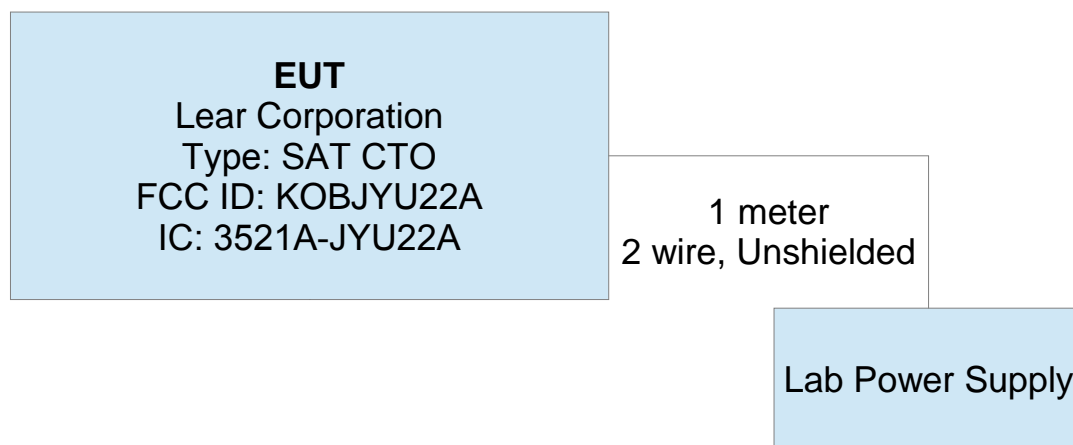 EUT
Lear Corporation
Type: SAT CTO
FCC ID: KOBJYU22A
IC: 3521A-JYU22A
1 meter
2 wire, Unshielded
Lab Power Supply